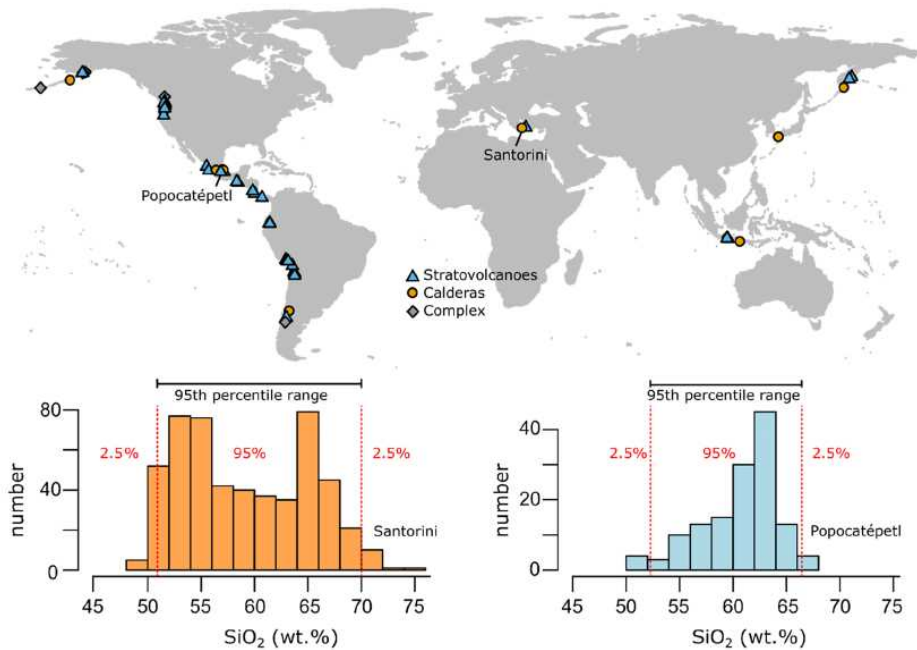 Santorini
Popocatépetl
Stratovolcanoes
Calderas
Complex
95th percentile range
2.5%
95%
2.5%
Santorini
number
80
40
0
45
50
55
60
65
70
75
SiO₂ (wt.%)
95th percentile range
2.5%
95%
2.5%
Popocatépetl
number
40
20
0
45
50
55
60
65
70
75
SiO₂ (wt.%)